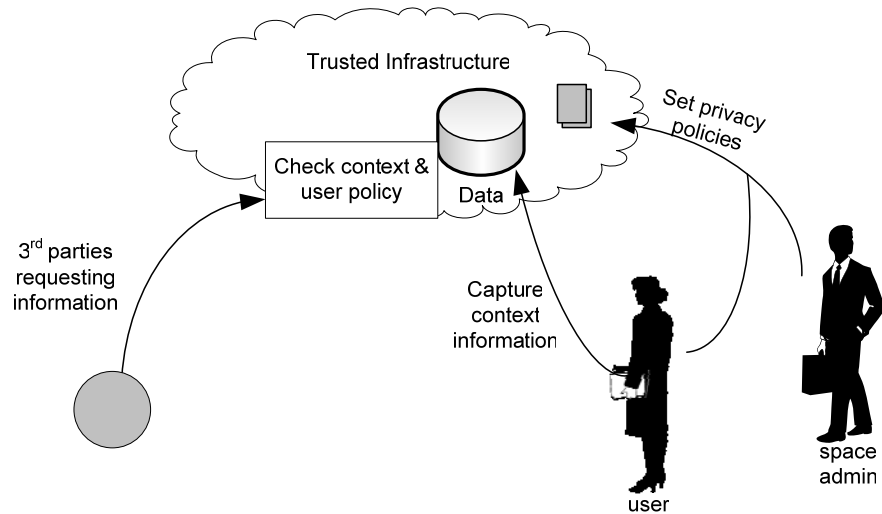 Trusted Infrastructure
Set privacy
policies
Check context &
user policy
Data
3rd parties
requesting
information
Capture
context
information
space
admin
user